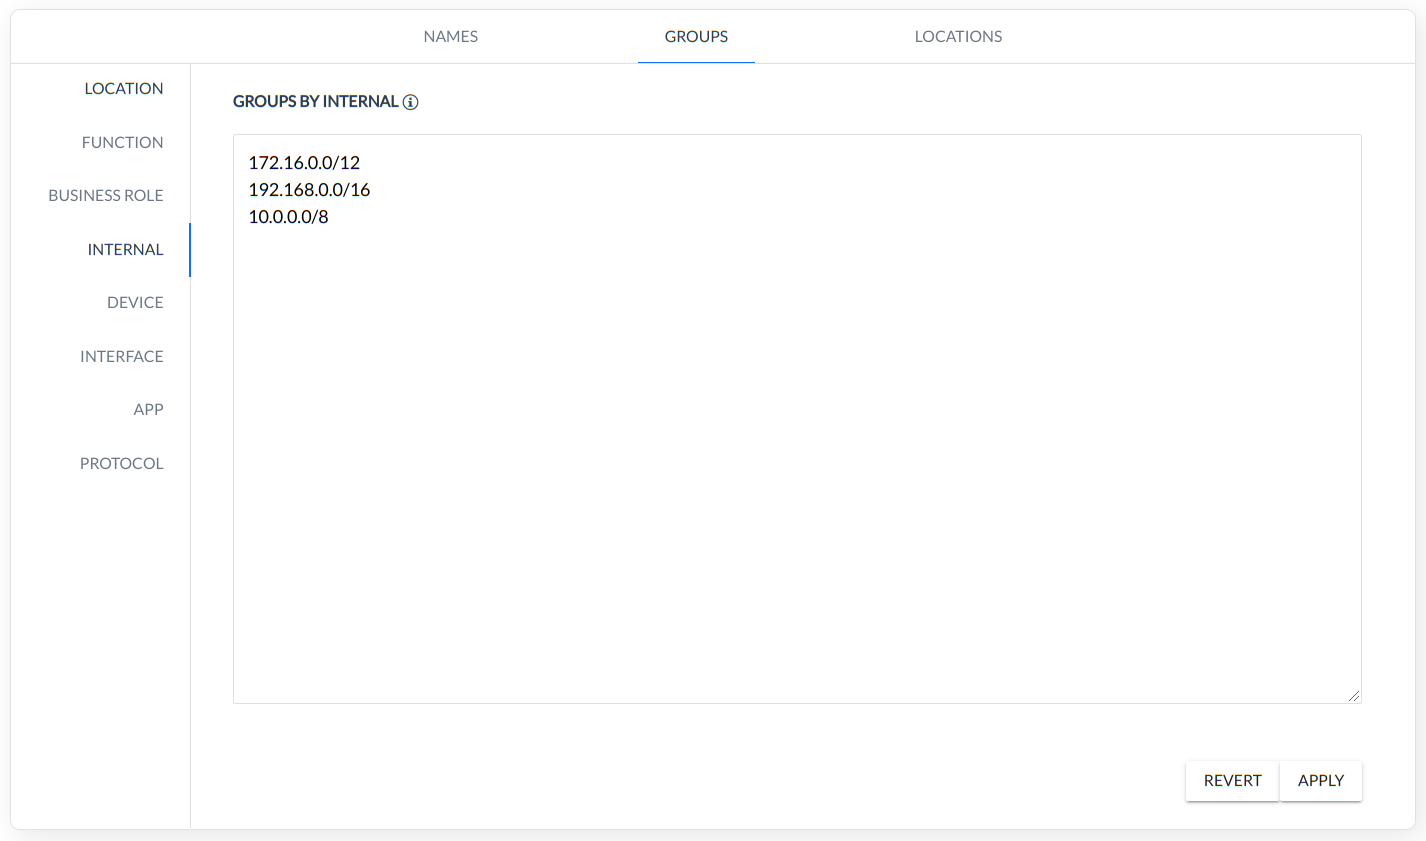 NAMES GROUPS LOCATIONS
LOCATION
FUNCTION
BUSINESS ROLE
INTERNAL
DEVICE
INTERFACE
APP
PROTOCOL
GROUPS BY INTERNAL
172.16.0.0/12
192.168.0.0/16
10.0.0.0/8
REVERT APPLY